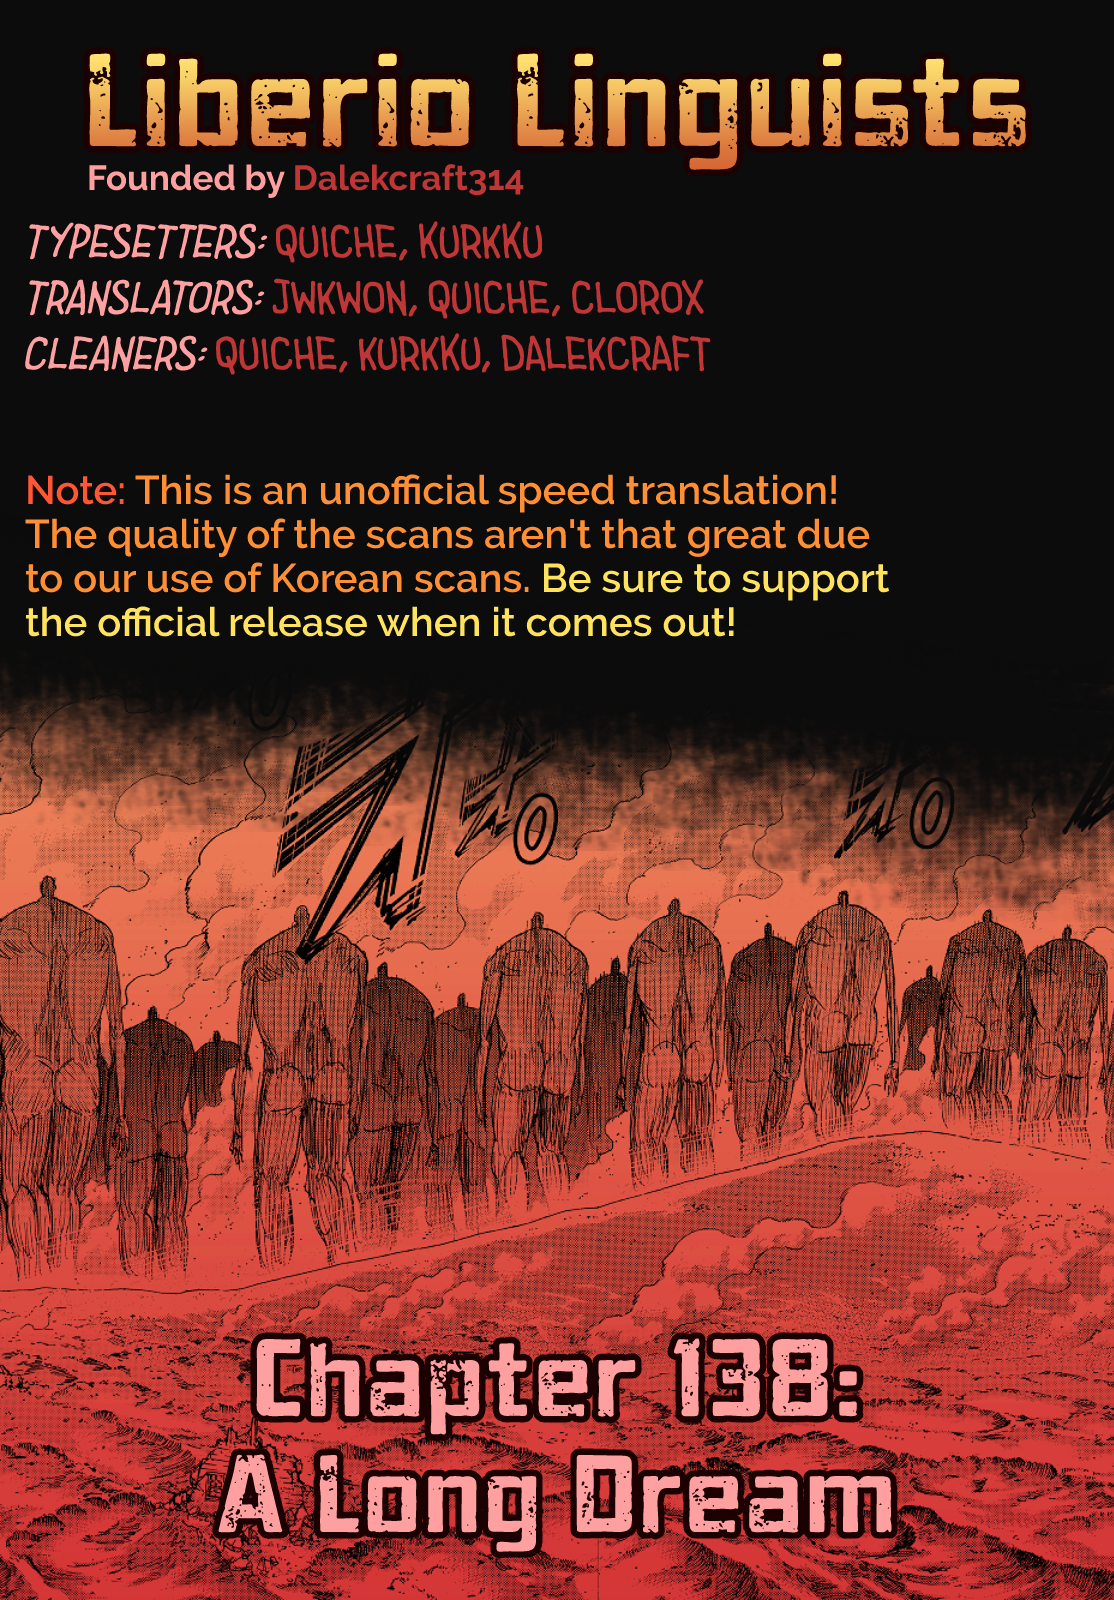 Liberio Linguists
Founded by Dalekcraft314
TYPESETTERS: QUICHE, KURKKU
TRANSLATORS: JWKWON, QUICHE, CLOROX
CLEANERS: QUICHE, KURKKU, DALEKCRAFT
Note: This is an unofficial speed translation!
The quality of the scans aren't that great due
to our use of Korean scans. Be sure to support
the official release when it comes out!
Chapter 138:
A Long Dream